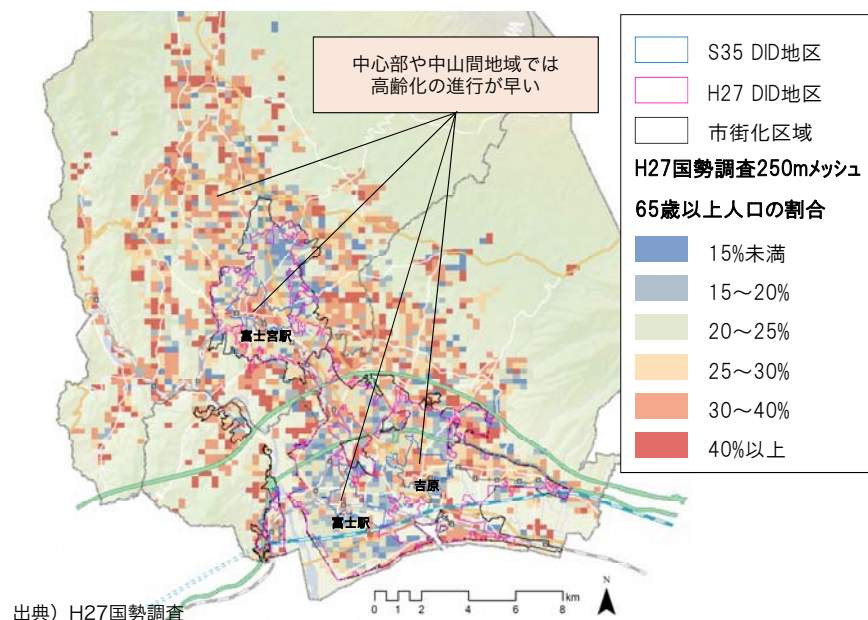 中心部や中山間地域では
高齢化の進行が早い
S35 DID地区
H27 DID地区
市街化区域
H27国勢調査250mメッシュ
65歳以上人口の割合
15%未満
15～20%
20～25%
25～30%
30～40%
40%以上
富士宮駅
吉原
富士駅
N
km
0 1 2 4 6 8
出典）H27国勢調査